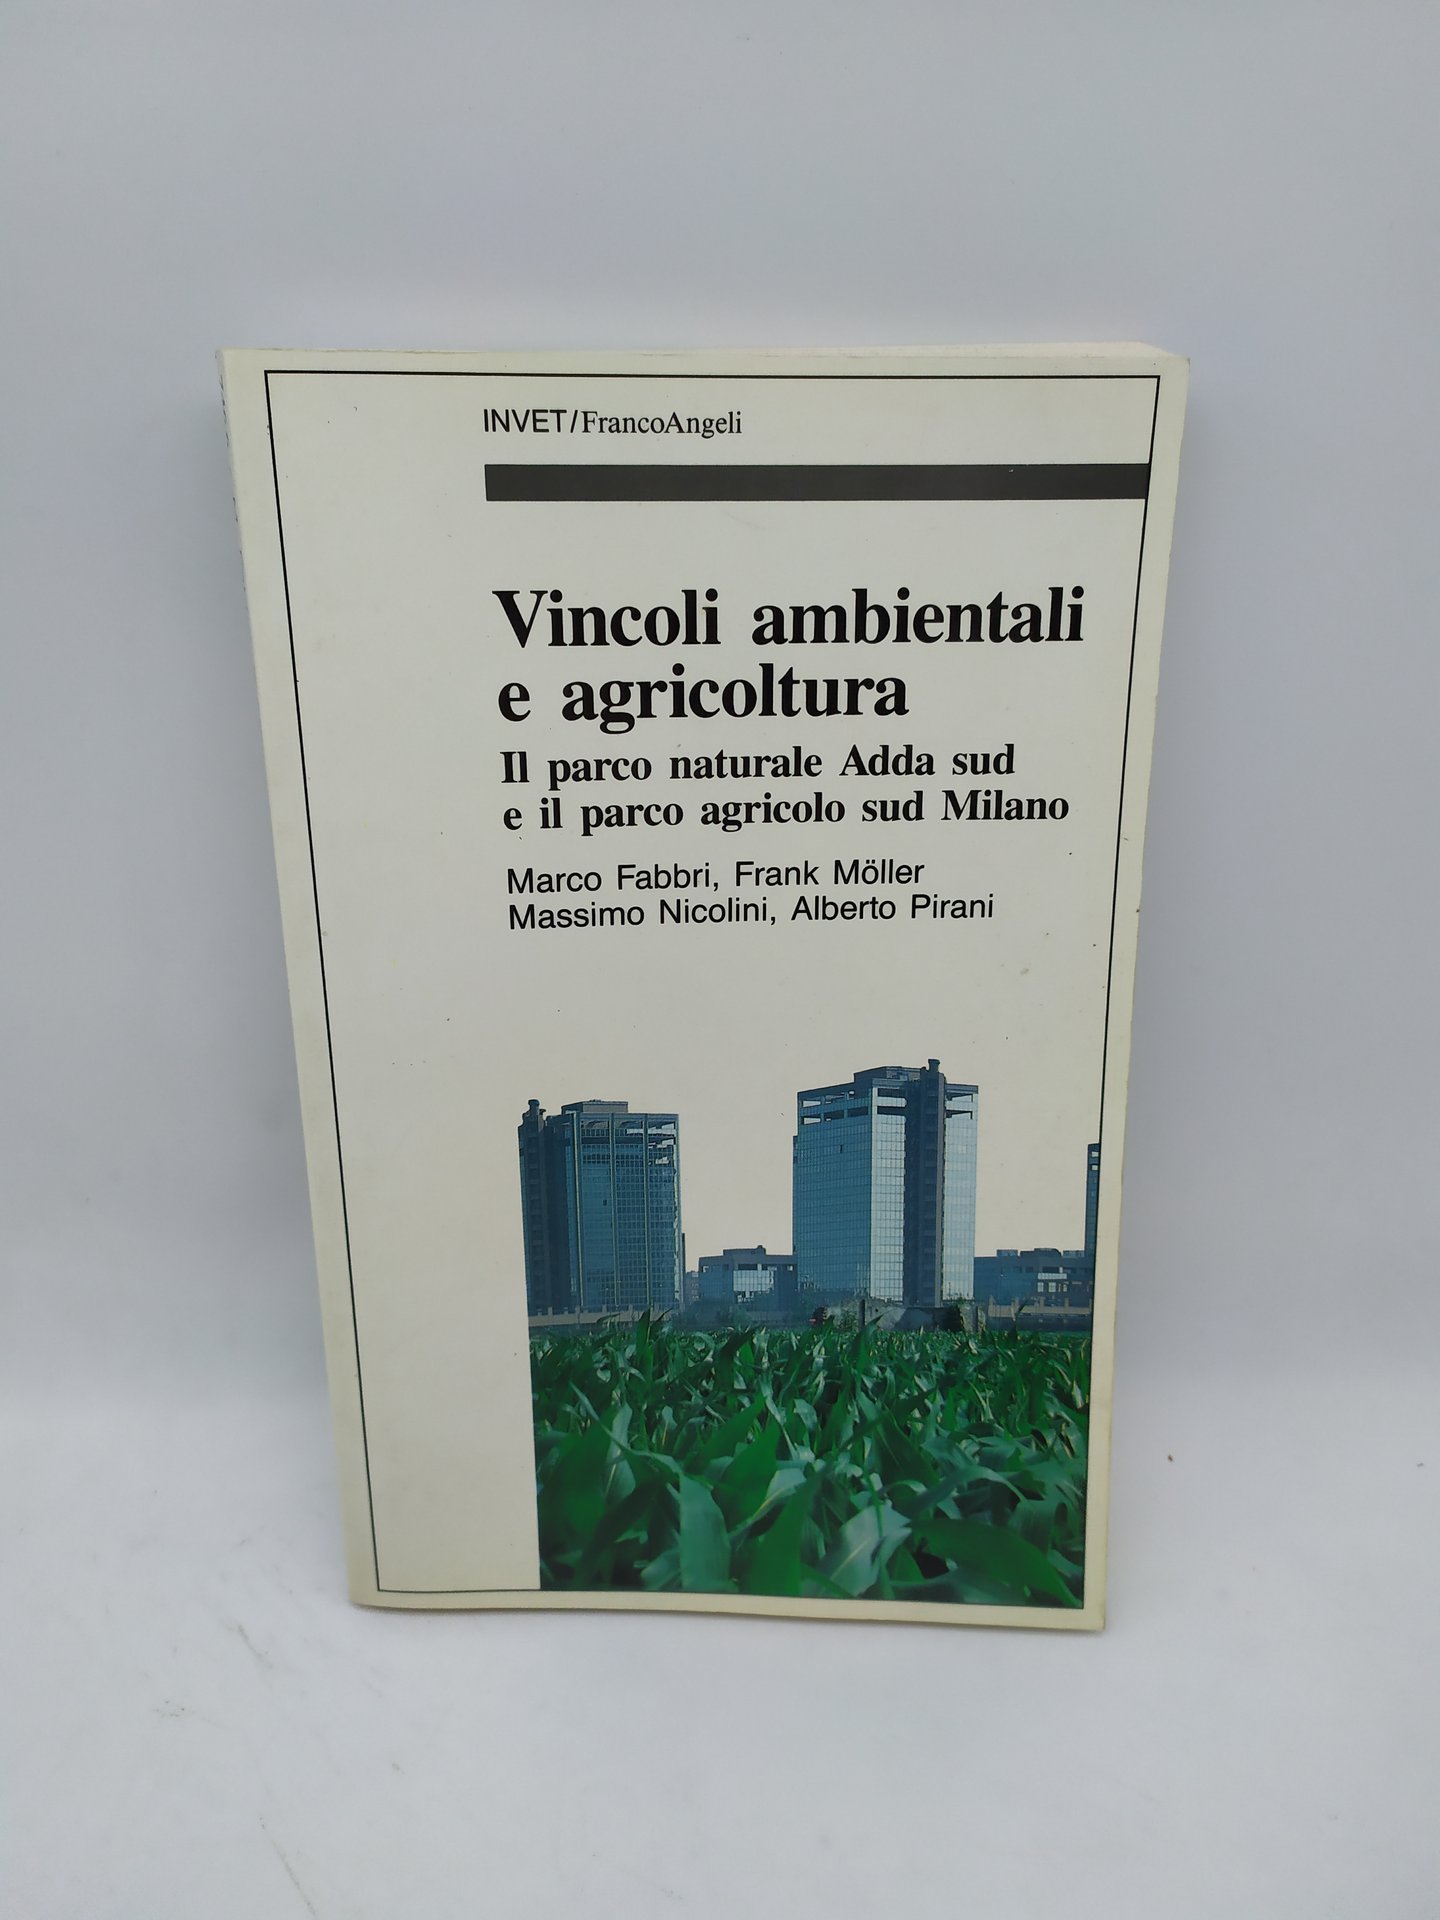 INVET/FrancoAngeli
Vincoli ambientali
e agricoltura
Il parco naturale Adda sud
e il parco agricolo sud Milano
Marco Fabbri, Frank Möller
Massimo Nicolini, Alberto Pirani